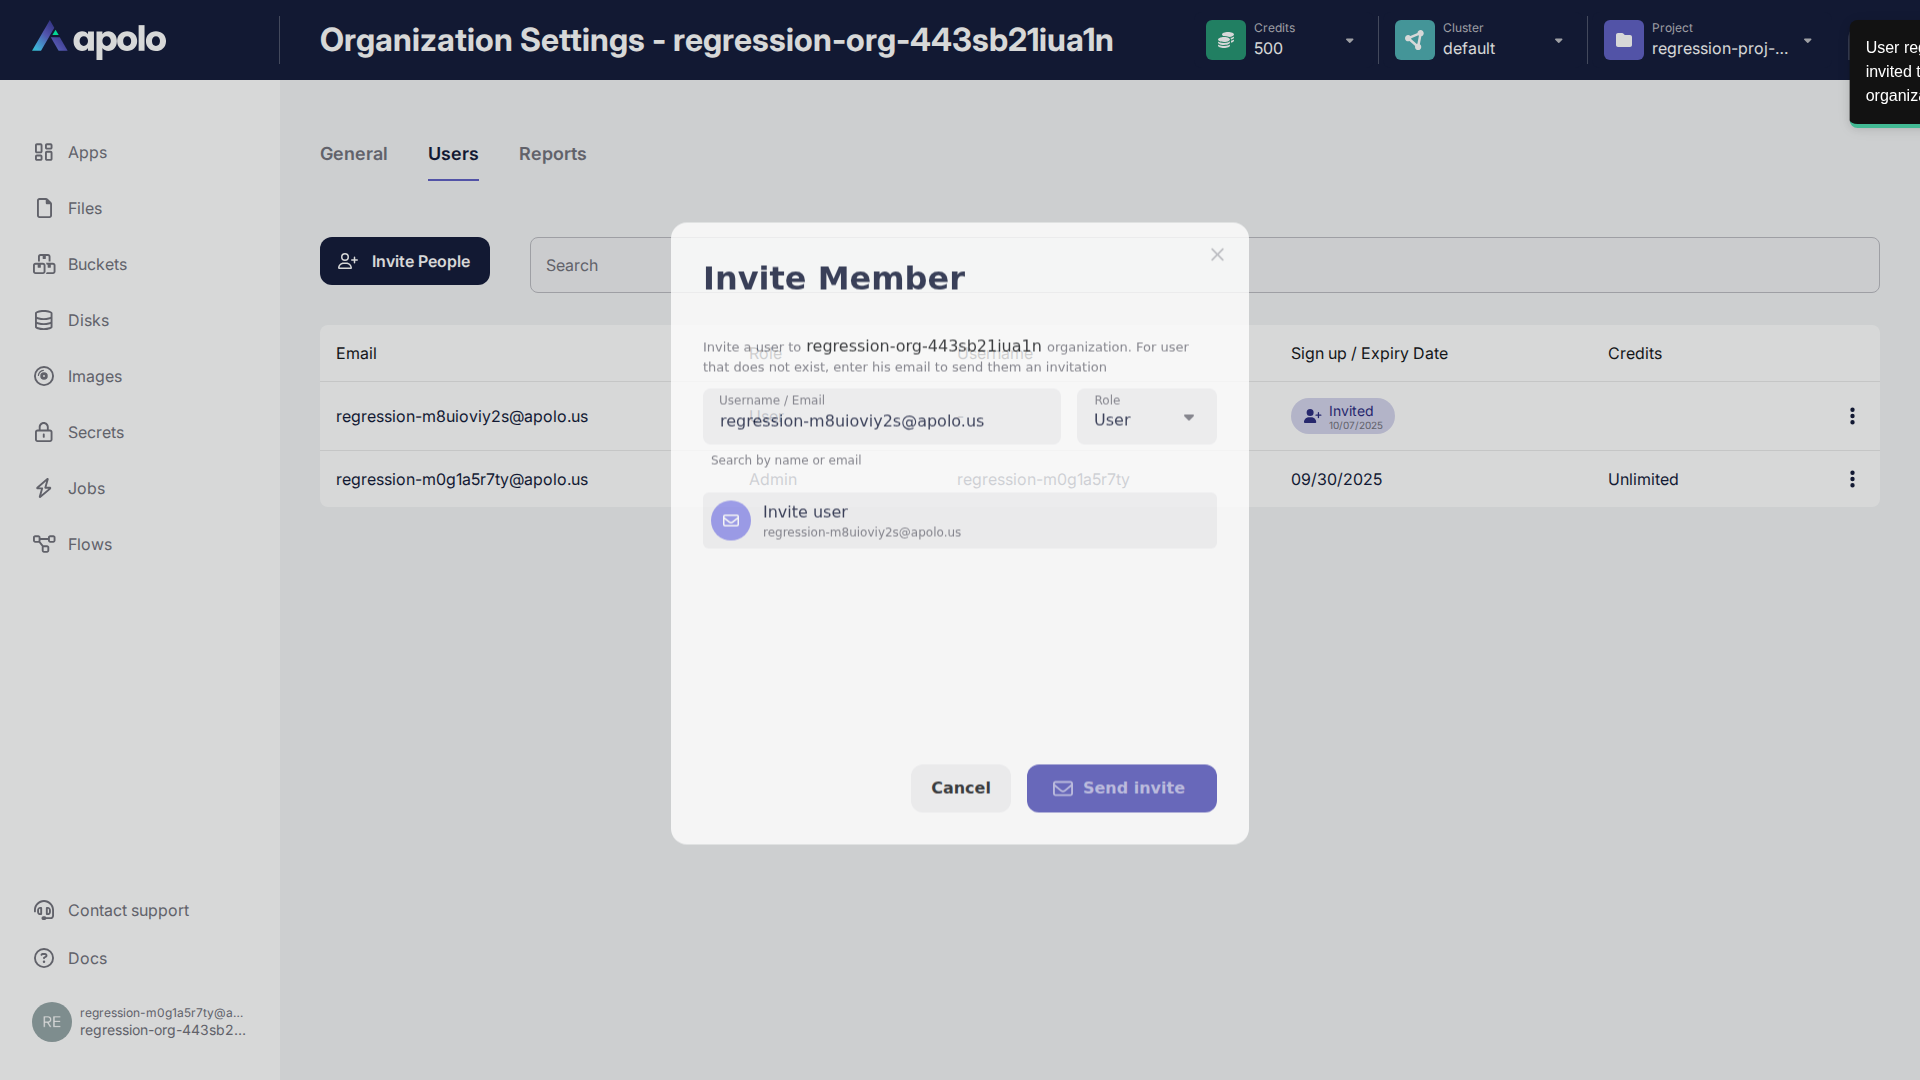 apolo
Organization Settings - regression-org-443sb21iua1n
Credits
500
Cluster
default
Project
regression-proj-...
User
invited
Apps
Files
Buckets
Disks
Images
Secrets
Jobs
Flows
Contact support
Docs
RE
regression-m0g1a5r7ty@a...
regression-org-443sb2...
General
Users
Reports
Invite People
Search
Email
Role
Username
Sign up / Expiry Date
Credits
regression-m8uioviy2s@apolo.us
User
-
Invited
10/07/2025
regression-m0g1a5r7ty@apolo.us
Admin
regression-m0g1a5r7ty
09/30/2025
Unlimited
Invite Member
Invite a user to regression-org-443sb21iua1n organization. For user
that does not exist, enter his email to send them an invitation
Username / Email
regression-m8uioviy2s@apolo.us
Role
User
Search by name or email
Invite user
regression-m8uioviy2s@apolo.us
Cancel
Send invite